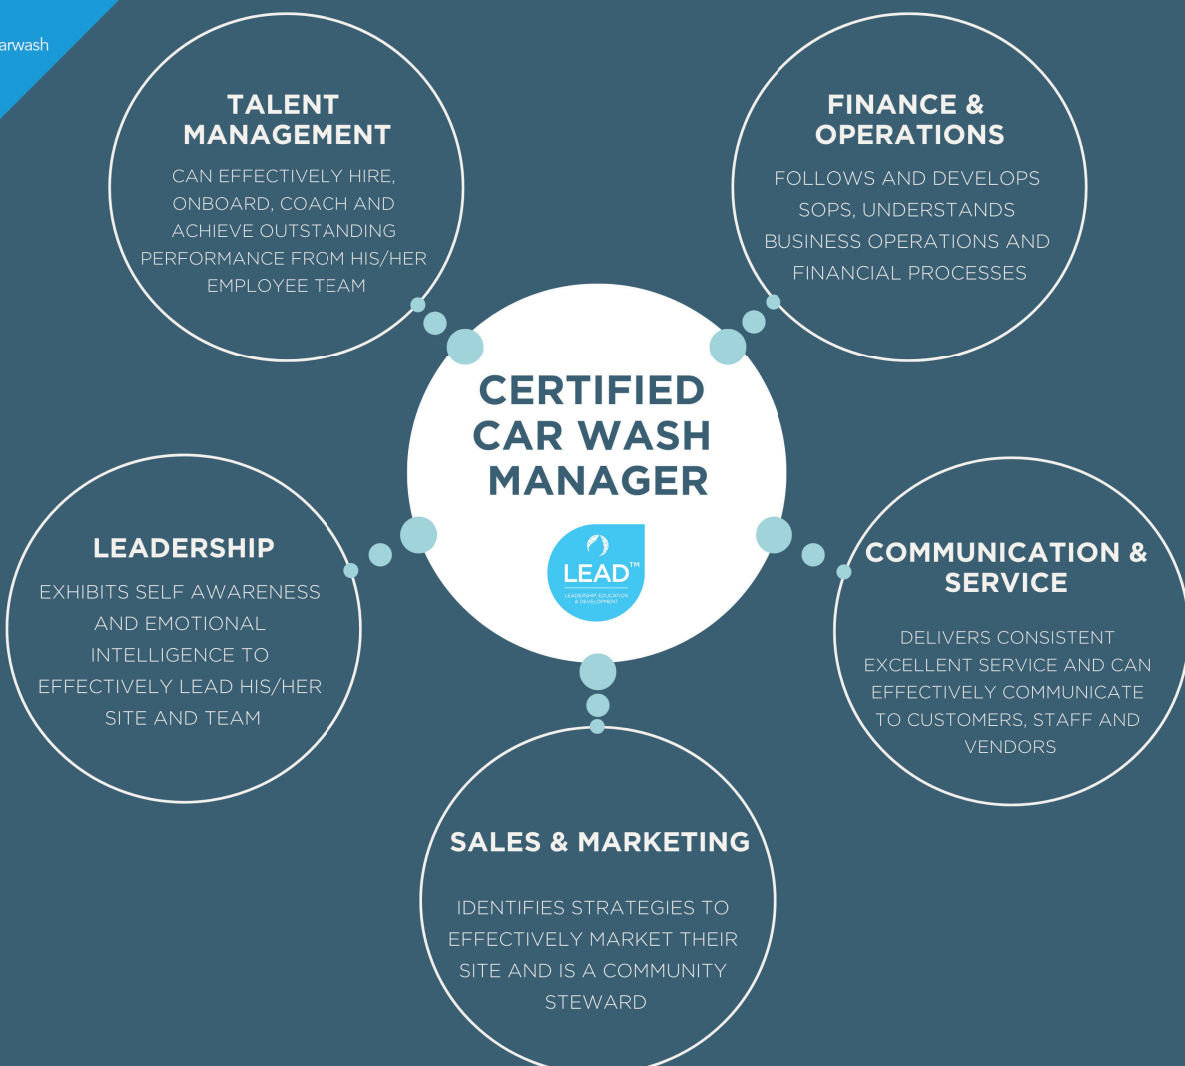 arwash
TALENT
MANAGEMENT
CAN EFFECTIVELY HIRE,
ONBOARD, COACH AND
ACHIEVE OUTSTANDING
PERFORMANCE FROM HIS/HER
EMPLOYEE TEAM
FINANCE &
OPERATIONS
FOLLOWS AND DEVELOPS
SOPS, UNDERSTANDS
BUSINESS OPERATIONS AND
FINANCIAL PROCESSES
CERTIFIED
CAR WASH
MANAGER
LEAD™
LEADERSHIP, EDUCATION
& DEVELOPMENT
LEADERSHIP
EXHIBITS SELF AWARENESS
AND EMOTIONAL
INTELLIGENCE TO
EFFECTIVELY LEAD HIS/HER
SITE AND TEAM
COMMUNICATION &
SERVICE
DELIVERS CONSISTENT
EXCELLENT SERVICE AND CAN
EFFECTIVELY COMMUNICATE
TO CUSTOMERS, STAFF AND
VENDORS
SALES & MARKETING
IDENTIFIES STRATEGIES TO
EFFECTIVELY MARKET THEIR
SITE AND IS A COMMUNITY
STEWARD